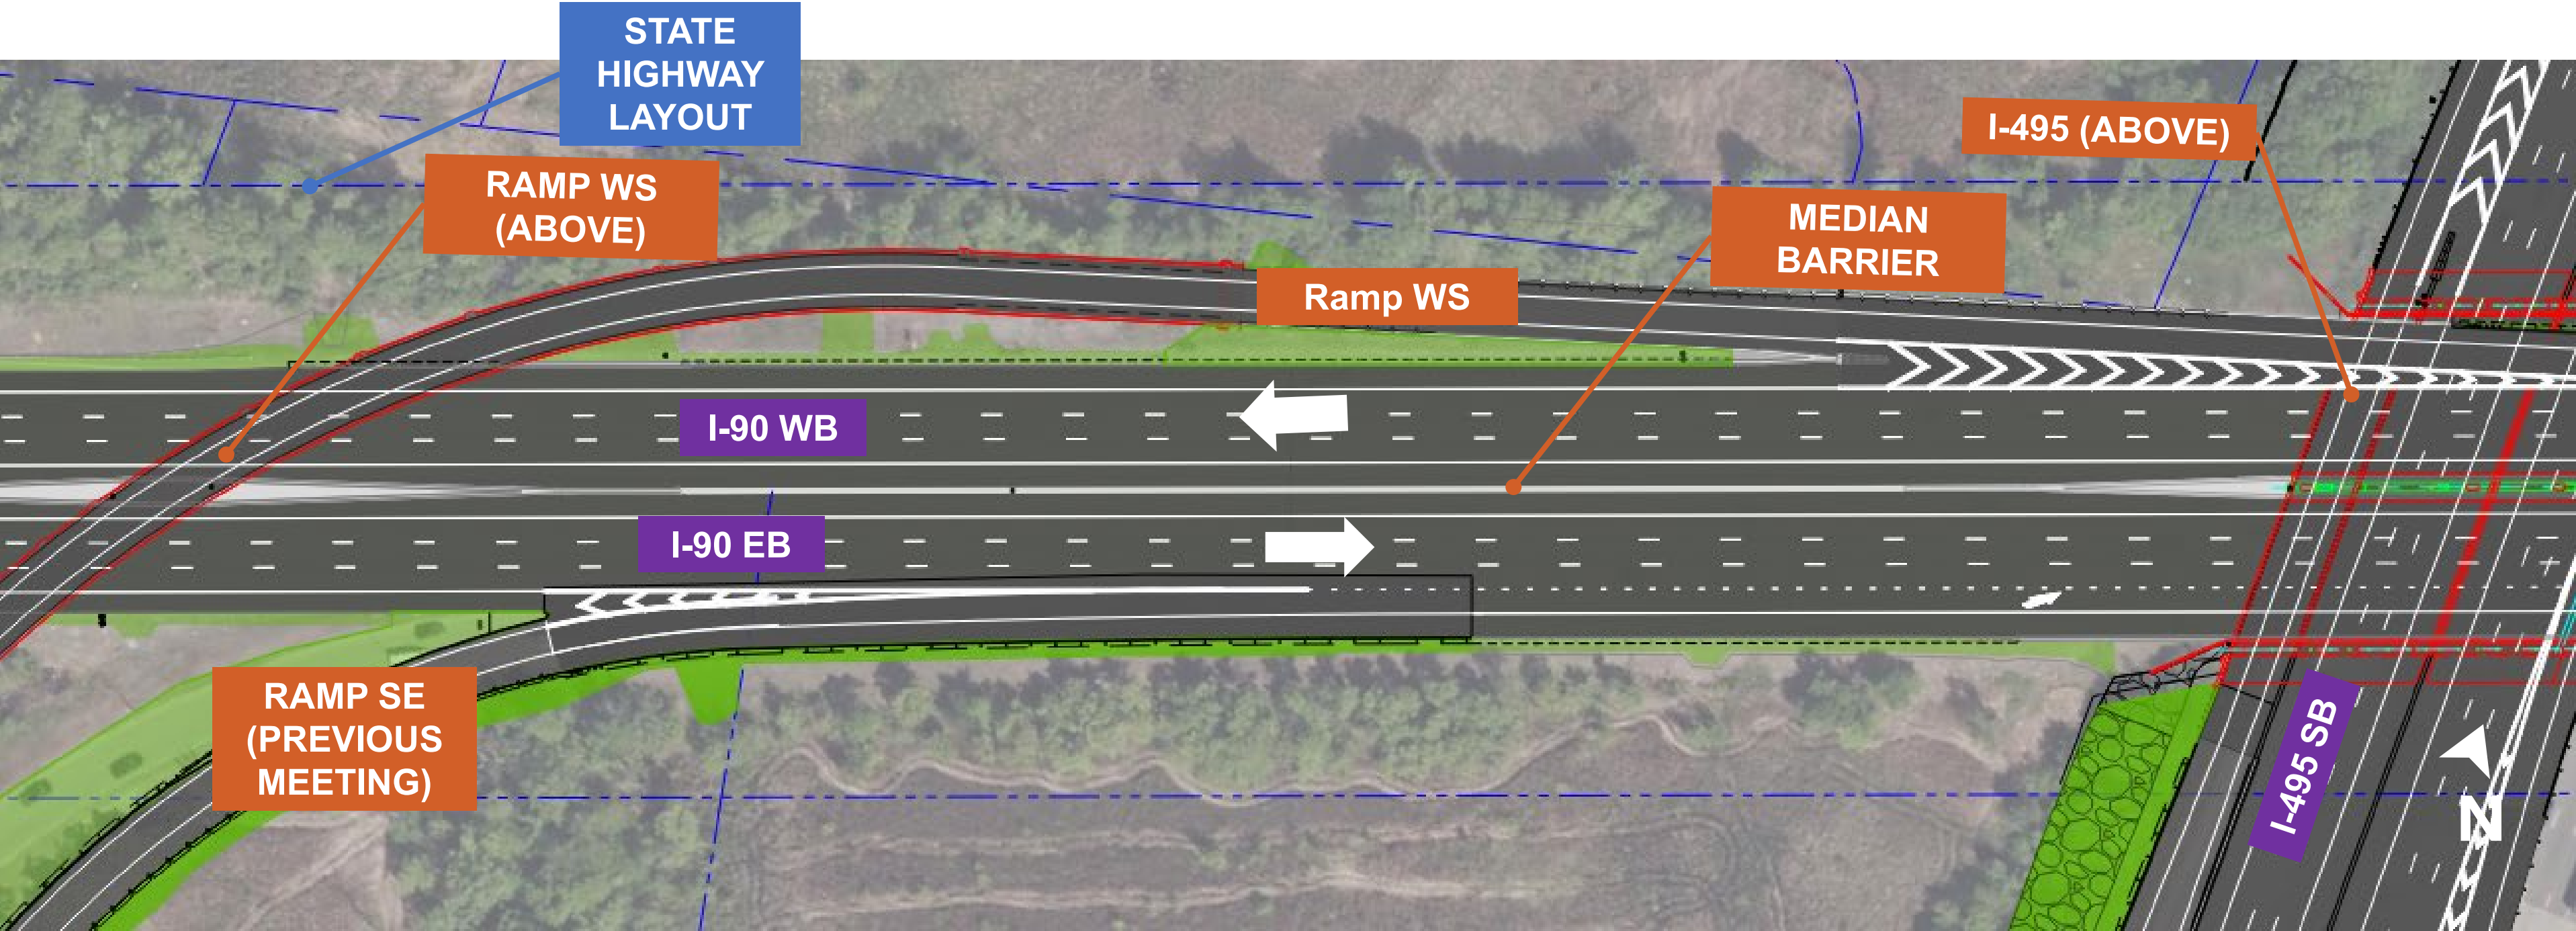 STATE
HIGHWAY
LAYOUT
I-495 (ABOVE)
RAMP WS
(ABOVE)
MEDIAN
BARRIER
Ramp WS
I-90 WB
I-90 EB
RAMP SE
(PREVIOUS
MEETING)
I-495 SB
N